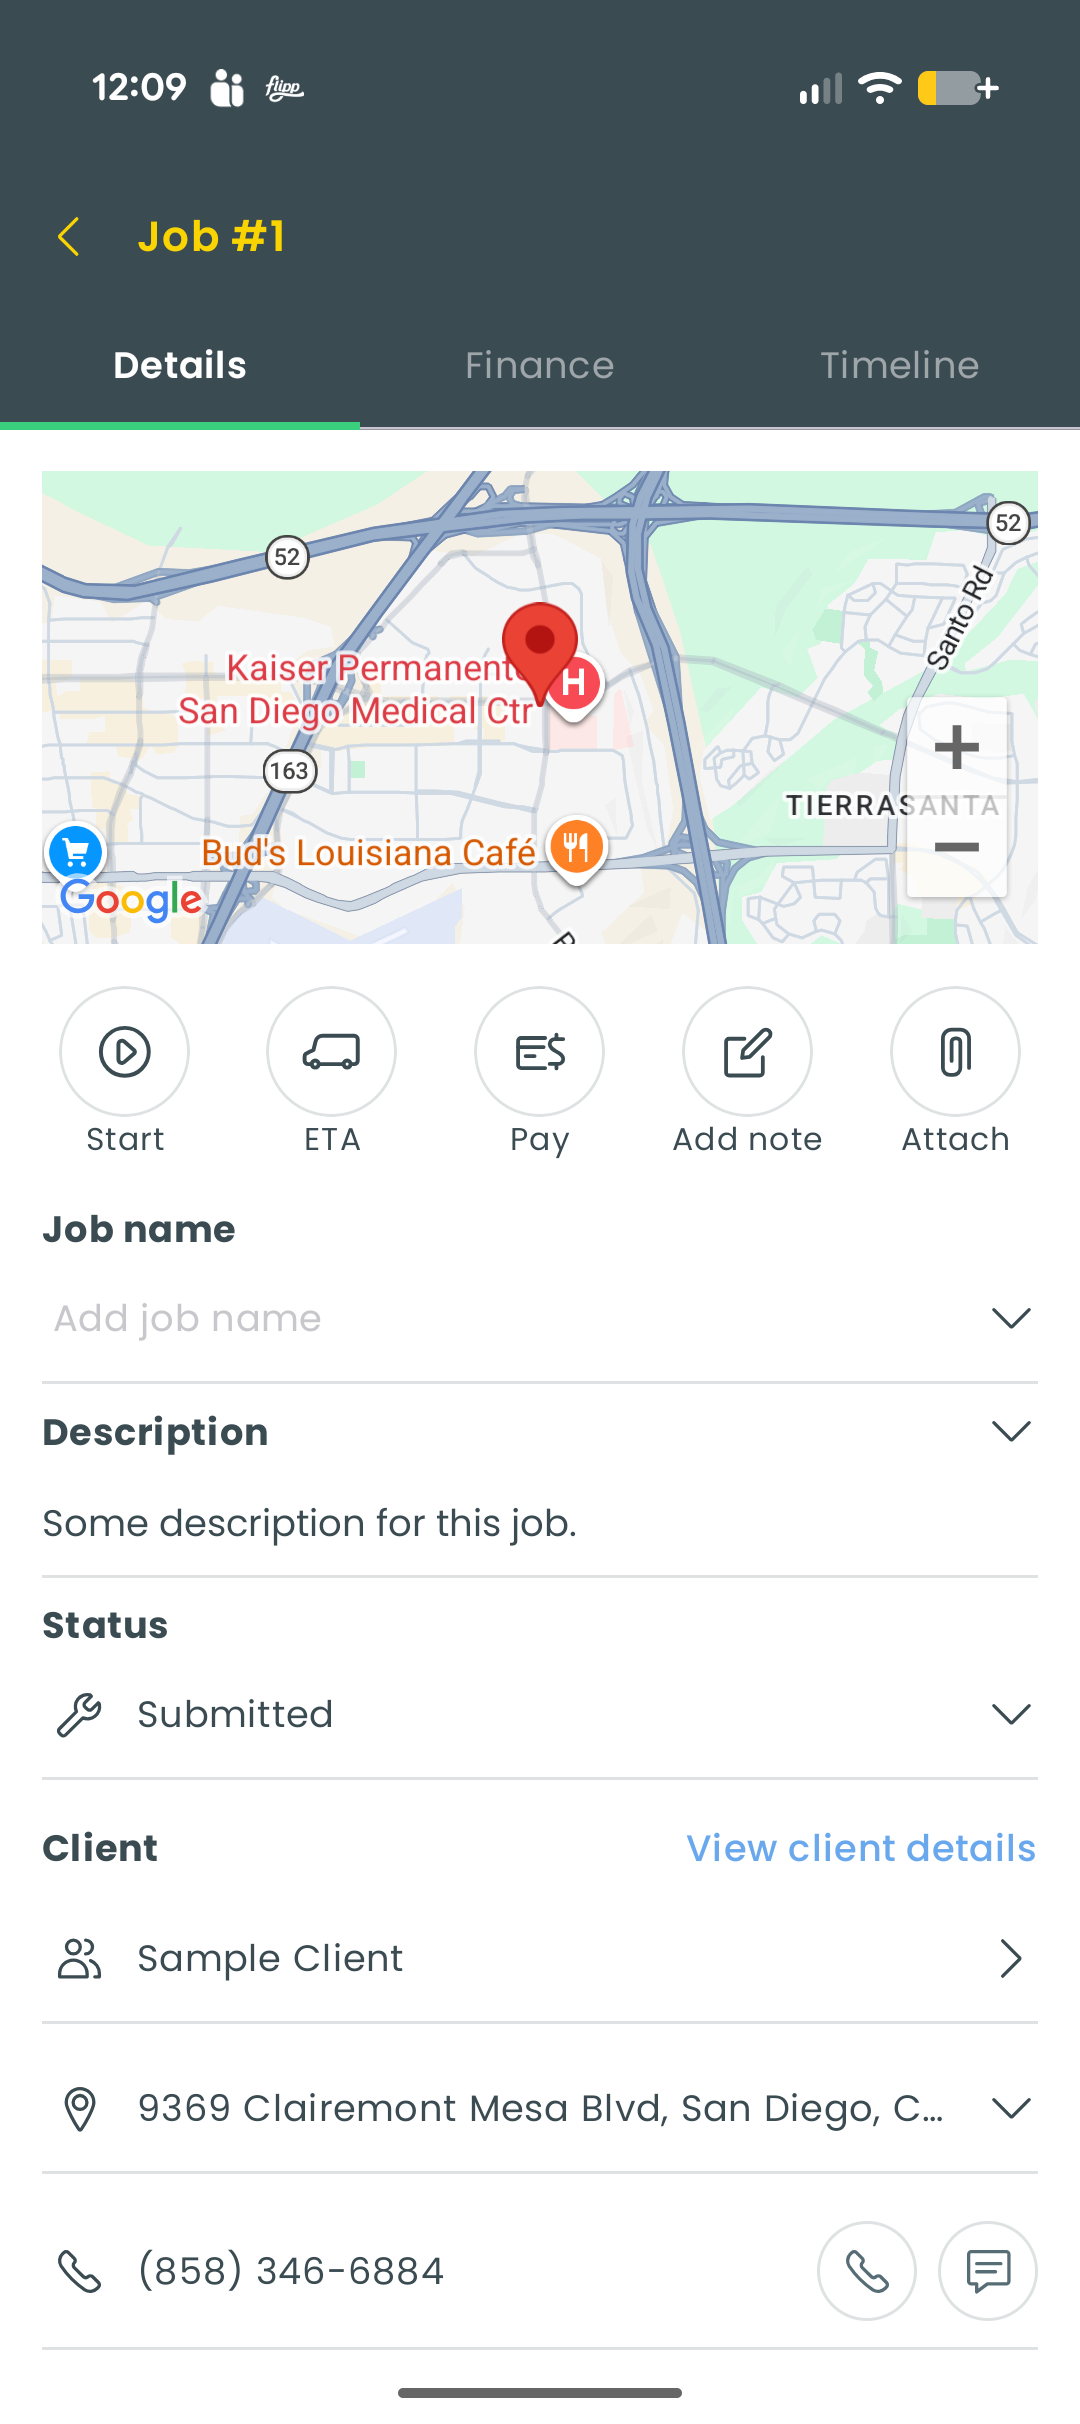 12:09 flipp
Job #1
Details Finance Timeline
52
52
Santo Rd
Kaiser Permanente
San Diego Medical Ctr
H
163
TIERRASANTA
Bud's Louisiana Café
Google
Start ETA Pay Add note Attach
Job name
Add job name
Description
Some description for this job.
Status
Submitted
Client View client details
Sample Client
9369 Clairemont Mesa Blvd, San Diego, C...
(858) 346-6884